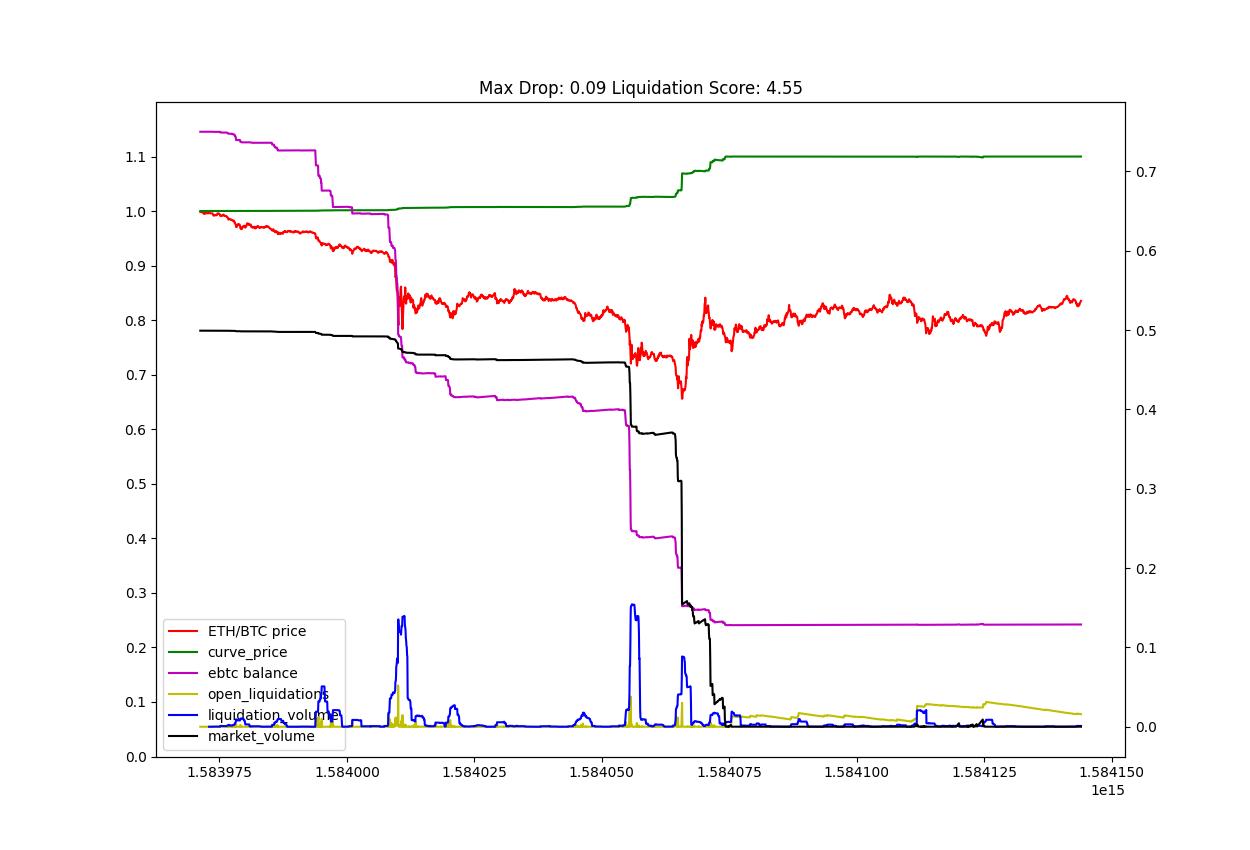 Max Drop: 0.09 Liquidation Score: 4.55
1.1
1.0
0.9
0.8
0.7
0.6
0.5
0.4
0.3
0.2
0.1
0.0
0.7
0.6
0.5
0.4
0.3
0.2
0.1
0.0
ETH/BTC price
curve_price
ebtc balance
open_liquidations
liquidation_volume
market_volume
1.583975 1.584000 1.584025 1.584050 1.584075 1.584100 1.584125 1.584150
1e15